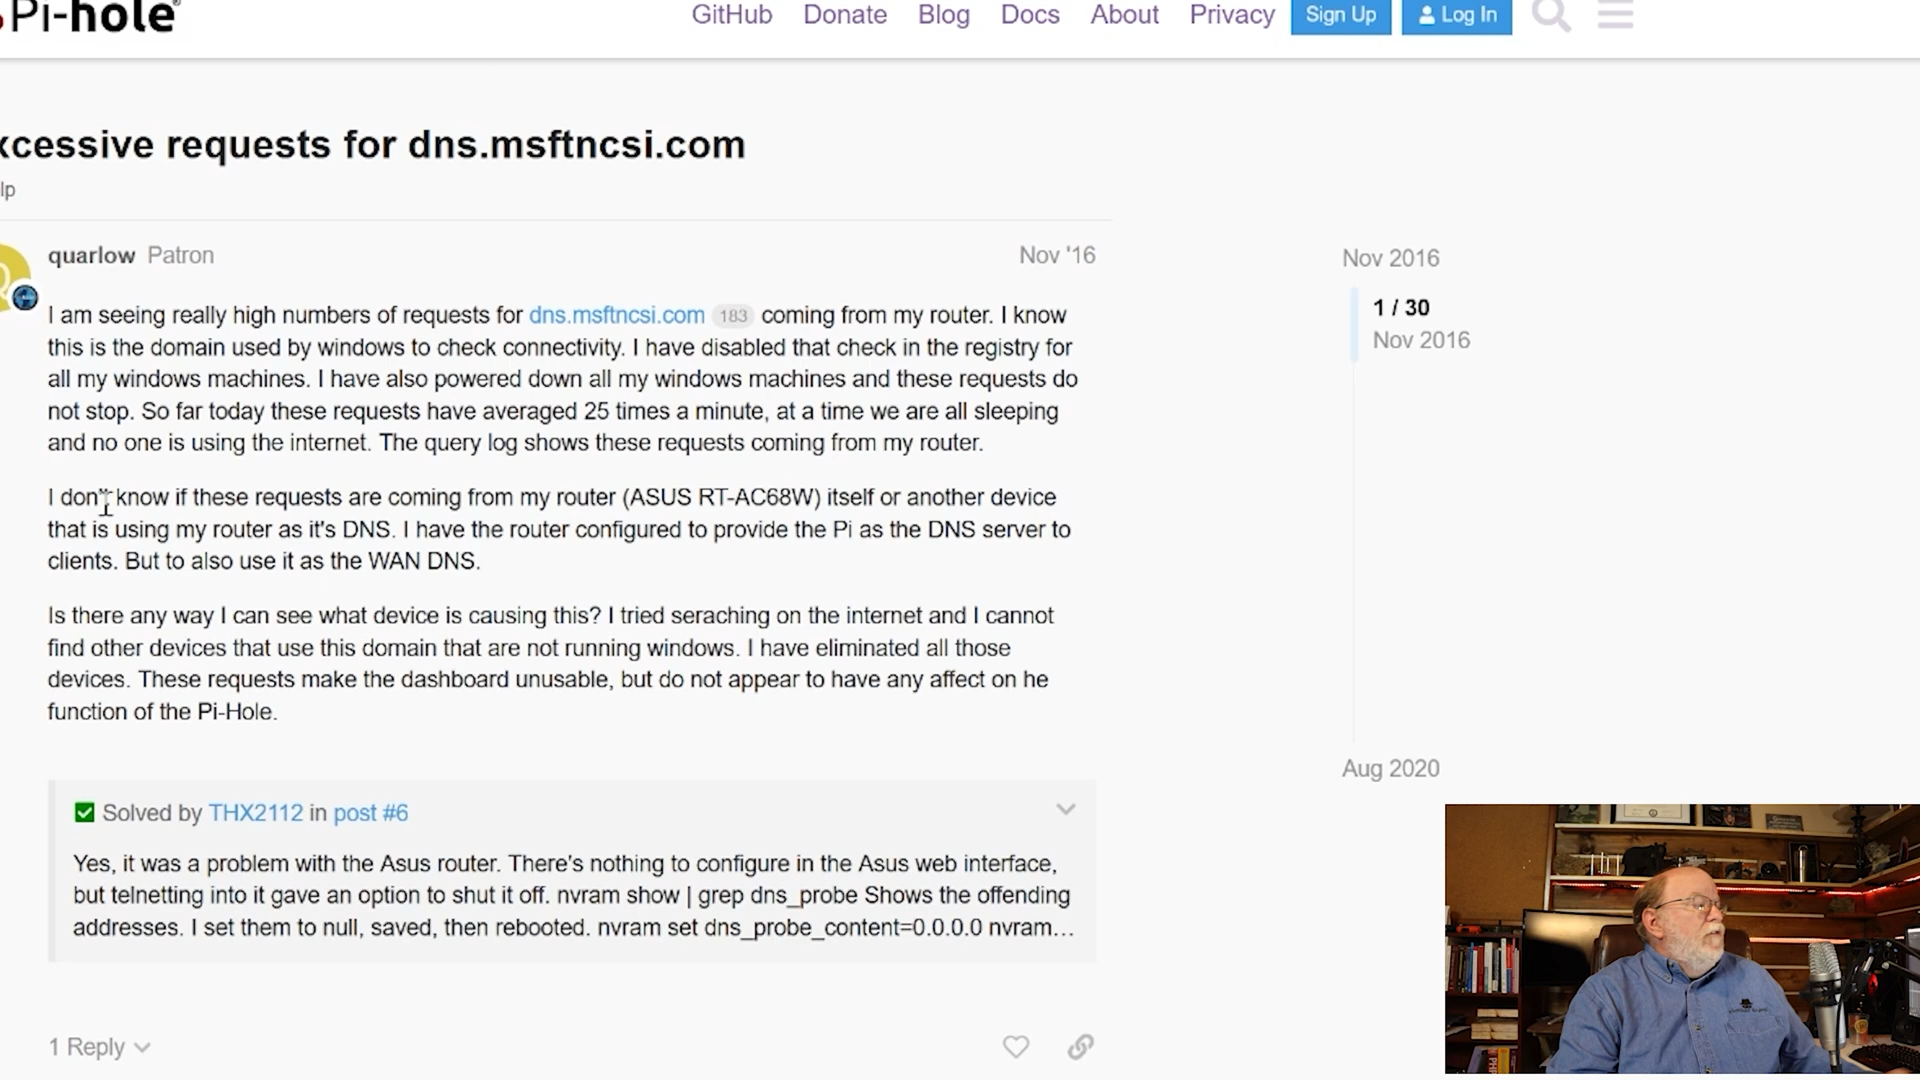 Pi-hole
GitHub Donate Blog Docs About Privacy Sign Up Log In
xcessive requests for dns.msftncsi.com
lp
quarlow Patron Nov '16
I am seeing really high numbers of requests for dns.msftncsi.com 183 coming from my router. I know
this is the domain used by windows to check connectivity. I have disabled that check in the registry for
all my windows machines. I have also powered down all my windows machines and these requests do
not stop. So far today these requests have averaged 25 times a minute, at a time we are all sleeping
and no one is using the internet. The query log shows these requests coming from my router.
I don't know if these requests are coming from my router (ASUS RT-AC68W) itself or another device
that is using my router as it's DNS. I have the router configured to provide the Pi as the DNS server to
clients. But to also use it as the WAN DNS.
Is there any way I can see what device is causing this? I tried seraching on the internet and I cannot
find other devices that use this domain that are not running windows. I have eliminated all those
devices. These requests make the dashboard unusable, but do not appear to have any affect on he
function of the Pi-Hole.
Solved by THX2112 in post #6
Yes, it was a problem with the Asus router. There's nothing to configure in the Asus web interface,
but telnetting into it gave an option to shut it off. nvram show | grep dns_probe Shows the offending
addresses. I set them to null, saved, then rebooted. nvram set dns_probe_content=0.0.0.0 nvram…
1 Reply
Nov 2016
1 / 30
Nov 2016
Aug 2020